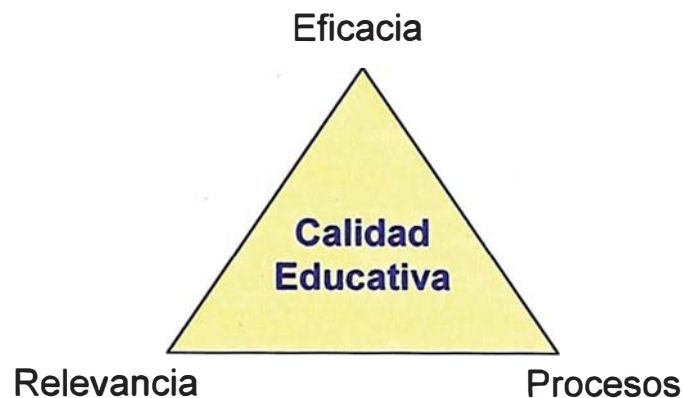 Eficacia
Calidad
Educativa
Relevancia
Procesos